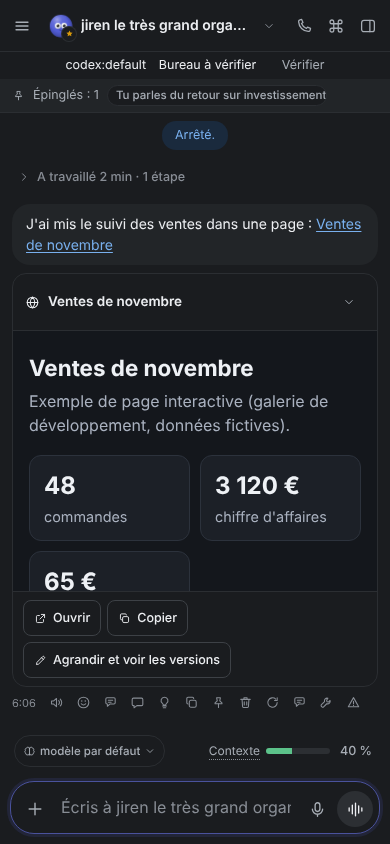 jiren le très grand orga...
codex:default Bureau à vérifier Vérifier
Épinglés : 1 Tu parles du retour sur investissement
Arrêté.
A travaillé 2 min · 1 étape
J'ai mis le suivi des ventes dans une page : Ventes
de novembre
Ventes de novembre
Ventes de novembre
Exemple de page interactive (galerie de
développement, données fictives).
48 3 120 €
commandes chiffre d'affaires
65 €
Ouvrir Copier
Agrandir et voir les versions
6:06
modèle par défaut Contexte 40 %
Écris à jiren le très grand organ